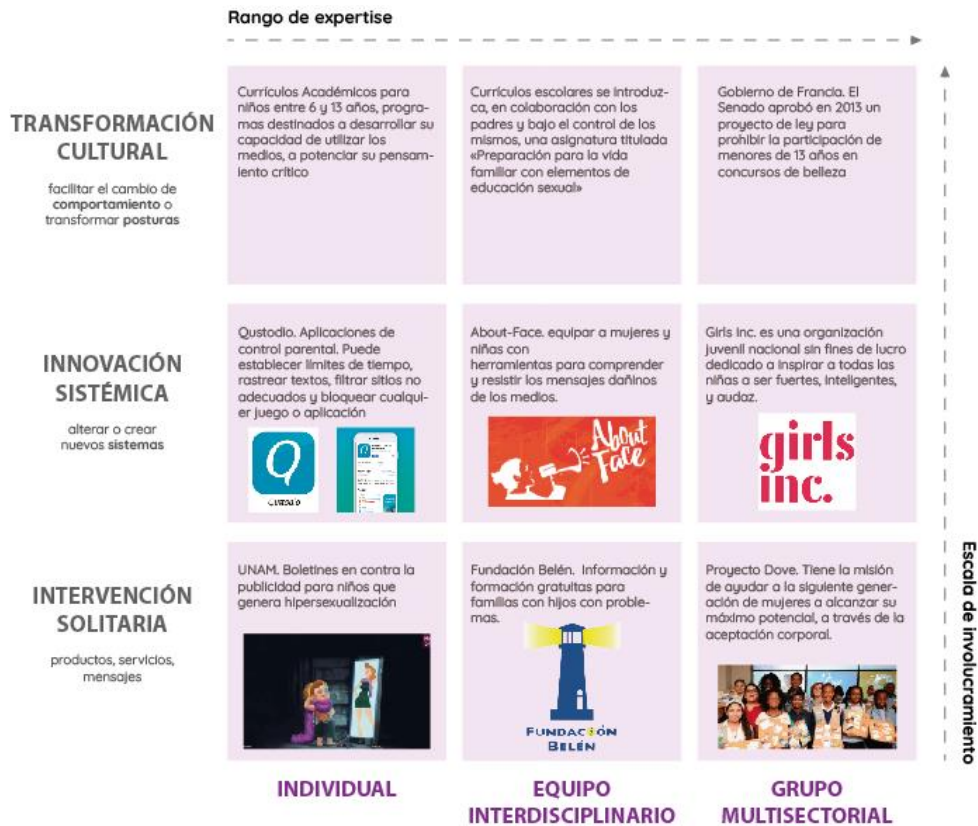 Rango de expertise
TRANSFORMACIÓN
CULTURAL
facilitar el cambio de
comportamiento o
transformar posturas
Currículos Académicos para
niños entre 6 y 13 años, progra-
mas destinados a desarrollar su
capacidad de utilizar los
medios, a potenciar su pensam-
iento crítico
Currículos escolares se introduz-
ca, en colaboración con los
padres y bajo el control de los
mismos, una asignatura titulada
«Preparación para la vida
familiar con elementos de
educación sexual»
Gobierno de Francia. El
Senado aprobó en 2013 un
proyecto de ley para
prohibir la participación de
menores de 13 años en
concursos de belleza
INNOVACIÓN
SISTÉMICA
alterar o crear
nuevos sistemas
Qustodio. Aplicaciones de
control parental. Puede
establecer límites de tiempo,
rastrear textos, filtrar sitios no
adecuados y bloquear cualqui-
er juego o aplicación
Q
Custodio
About-Face. equipar a mujeres y
niñas con
herramientas para comprender
y resistir los mensajes dañinos
de los medios.
About
Face
Girls Inc. es una organización
juvenil nacional sin fines de lucro
dedicado a inspirar a todas las
niñas a ser fuertes, inteligentes,
y audaz.
girls
inc.
INTERVENCIÓN
SOLITARIA
productos, servicios,
mensajes
UNAM. Boletines en contra la
publicidad para niños que
genera hipersexualización
Fundación Belén. Información y
formación gratuitas para
familias con hijos con proble-
mas.
FUNDACIÓN
BELÉN
Proyecto Dove. Tiene la misión
de ayudar a la siguiente gener-
ación de mujeres a alcanzar su
máximo potencial, a través de la
aceptación corporal.
Escala de involucramiento
INDIVIDUAL
EQUIPO
INTERDISCIPLINARIO
GRUPO
MULTISECTORIAL